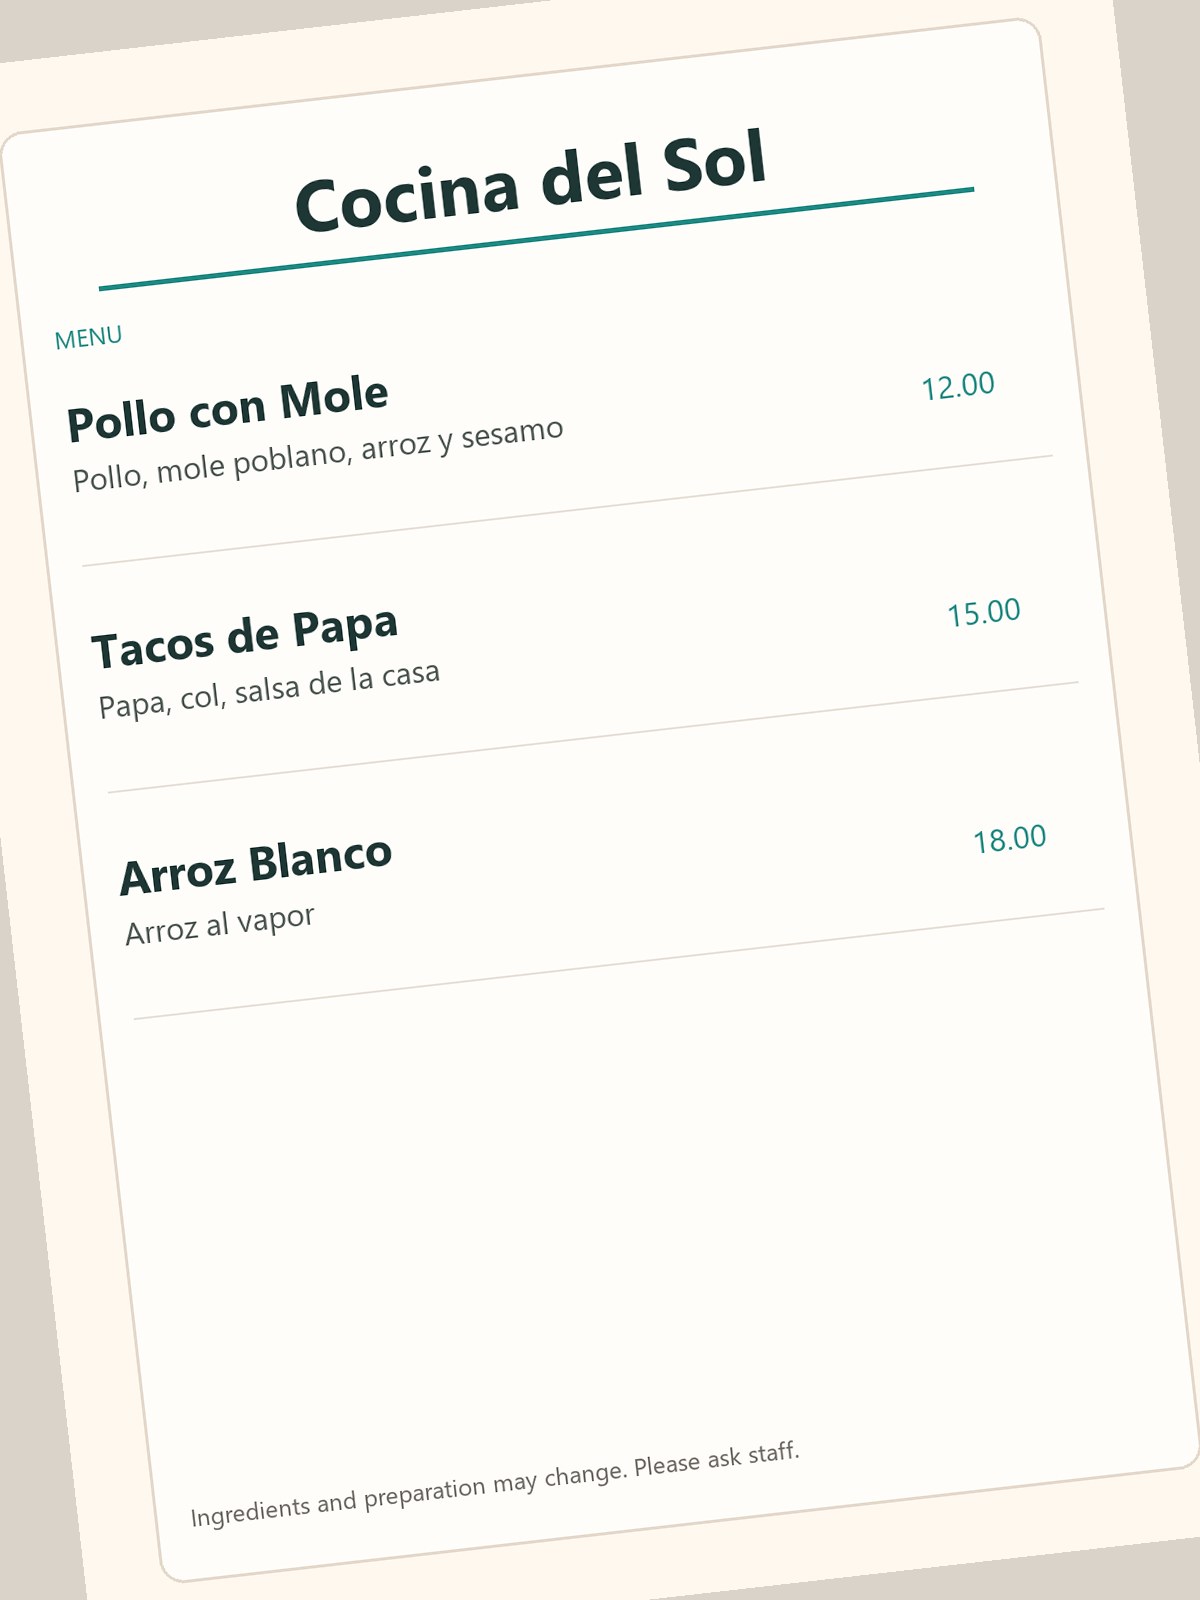 Cocina del Sol
MENU
Pollo con Mole
12.00
Pollo, mole poblano, arroz y sesamo
Tacos de Papa
15.00
Papa, col, salsa de la casa
Arroz Blanco
18.00
Arroz al vapor
Ingredients and preparation may change. Please ask staff.